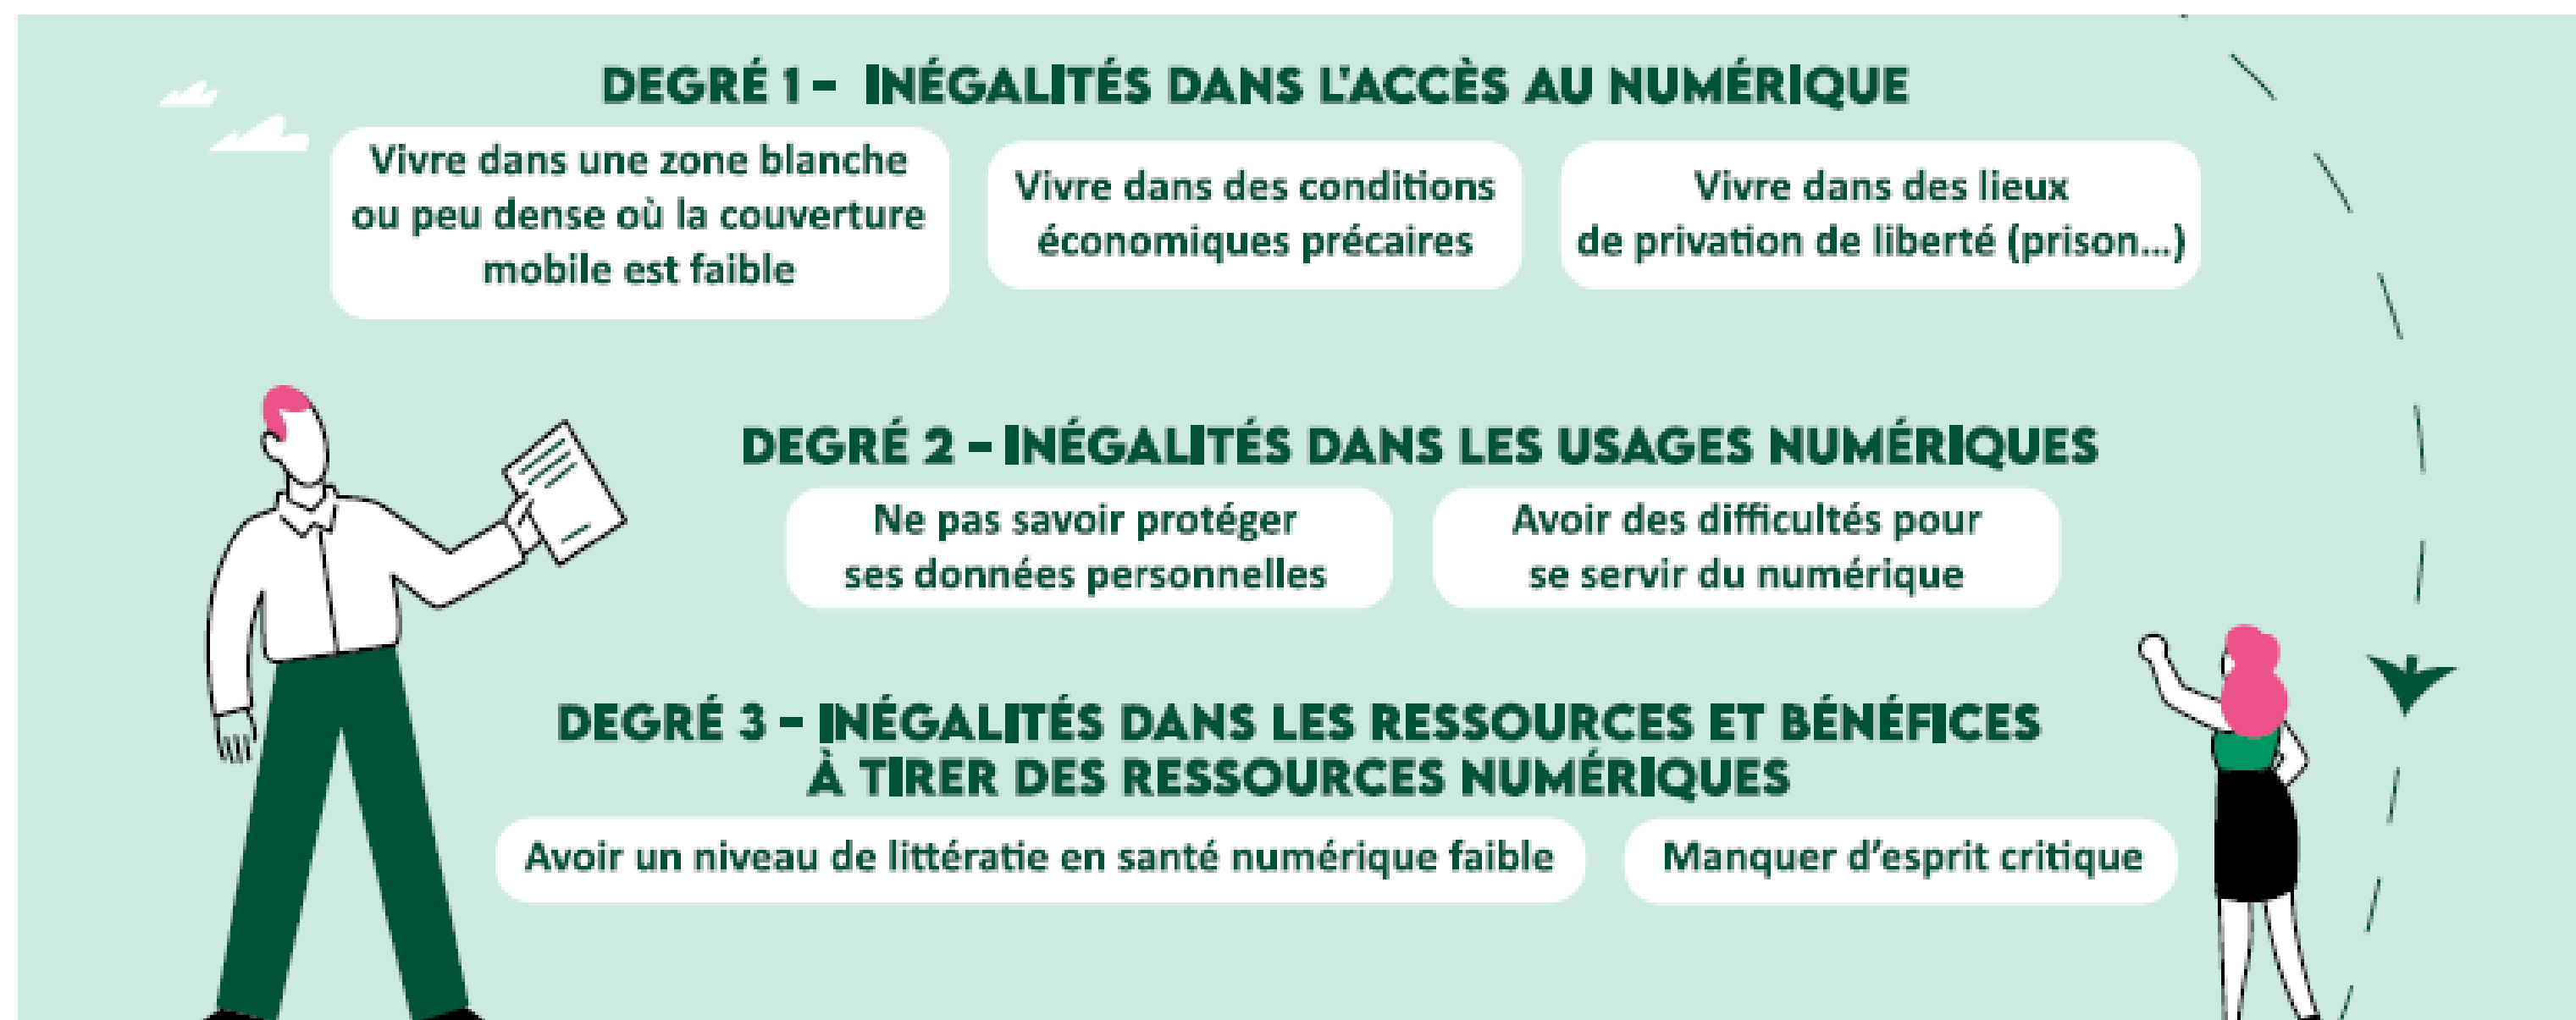 DEGRÉ 1 – INÉGALITÉS DANS L'ACCÈS AU NUMÉRIQUE
Vivre dans une zone blanche
ou peu dense où la couverture
mobile est faible
Vivre dans des conditions
économiques précaires
Vivre dans des lieux
de privation de liberté (prison...)
DEGRÉ 2 – INÉGALITÉS DANS LES USAGES NUMÉRIQUES
Ne pas savoir protéger
ses données personnelles
Avoir des difficultés pour
se servir du numérique
DEGRÉ 3 – INÉGALITÉS DANS LES RESSOURCES ET BÉNÉFICES
À TIRER DES RESSOURCES NUMÉRIQUES
Avoir un niveau de littératie en santé numérique faible
Manquer d'esprit critique